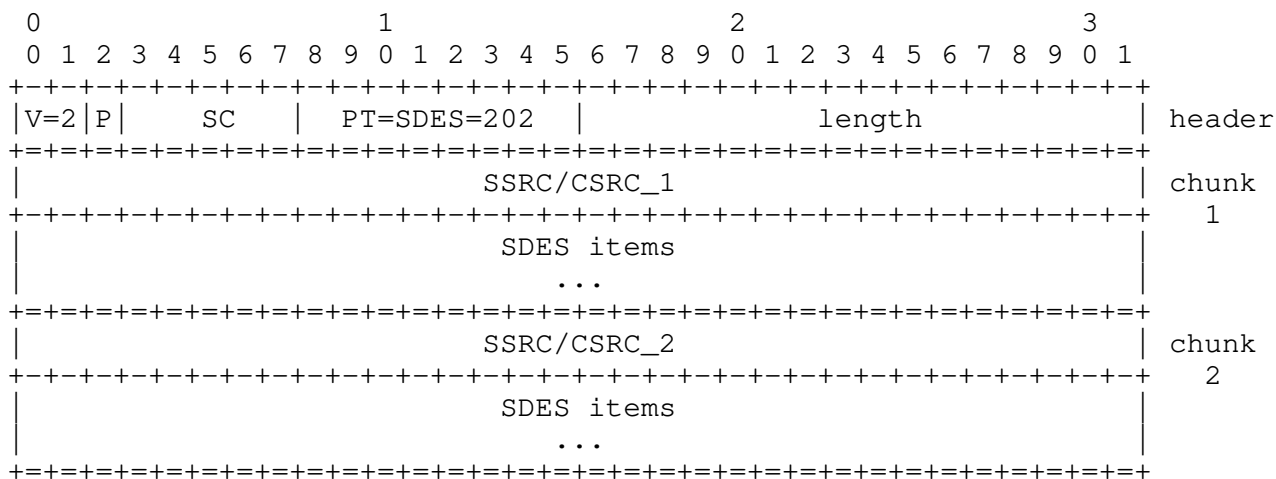 0                   1                   2                   3
 0 1 2 3 4 5 6 7 8 9 0 1 2 3 4 5 6 7 8 9 0 1 2 3 4 5 6 7 8 9 0 1
+-+-+-+-+-+-+-+-+-+-+-+-+-+-+-+-+-+-+-+-+-+-+-+-+-+-+-+-+-+-+-+-+
|V=2|P|    SC   |  PT=SDES=202  |             length            | header
+=+=+=+=+=+=+=+=+=+=+=+=+=+=+=+=+=+=+=+=+=+=+=+=+=+=+=+=+=+=+=+=+
|                          SSRC/CSRC_1                          | chunk
+-+-+-+-+-+-+-+-+-+-+-+-+-+-+-+-+-+-+-+-+-+-+-+-+-+-+-+-+-+-+-+-+   1
|                           SDES items                          |
|                              ...                              |
+=+=+=+=+=+=+=+=+=+=+=+=+=+=+=+=+=+=+=+=+=+=+=+=+=+=+=+=+=+=+=+=+
|                          SSRC/CSRC_2                          | chunk
+-+-+-+-+-+-+-+-+-+-+-+-+-+-+-+-+-+-+-+-+-+-+-+-+-+-+-+-+-+-+-+-+   2
|                           SDES items                          |
|                              ...                              |
+=+=+=+=+=+=+=+=+=+=+=+=+=+=+=+=+=+=+=+=+=+=+=+=+=+=+=+=+=+=+=+=+